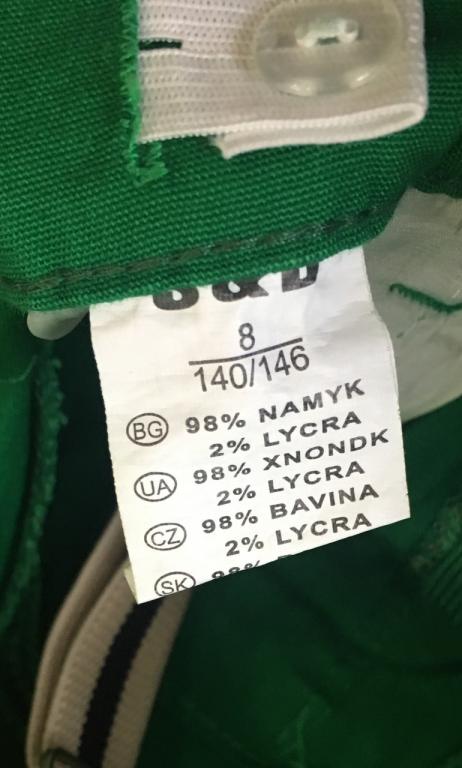 8
140/146
BG 98% NAMYK
2% LYCRA
UA 98% XNONDK
2% LYCRA
CZ 98% BAVINA
2% LYCRA
SK 98%